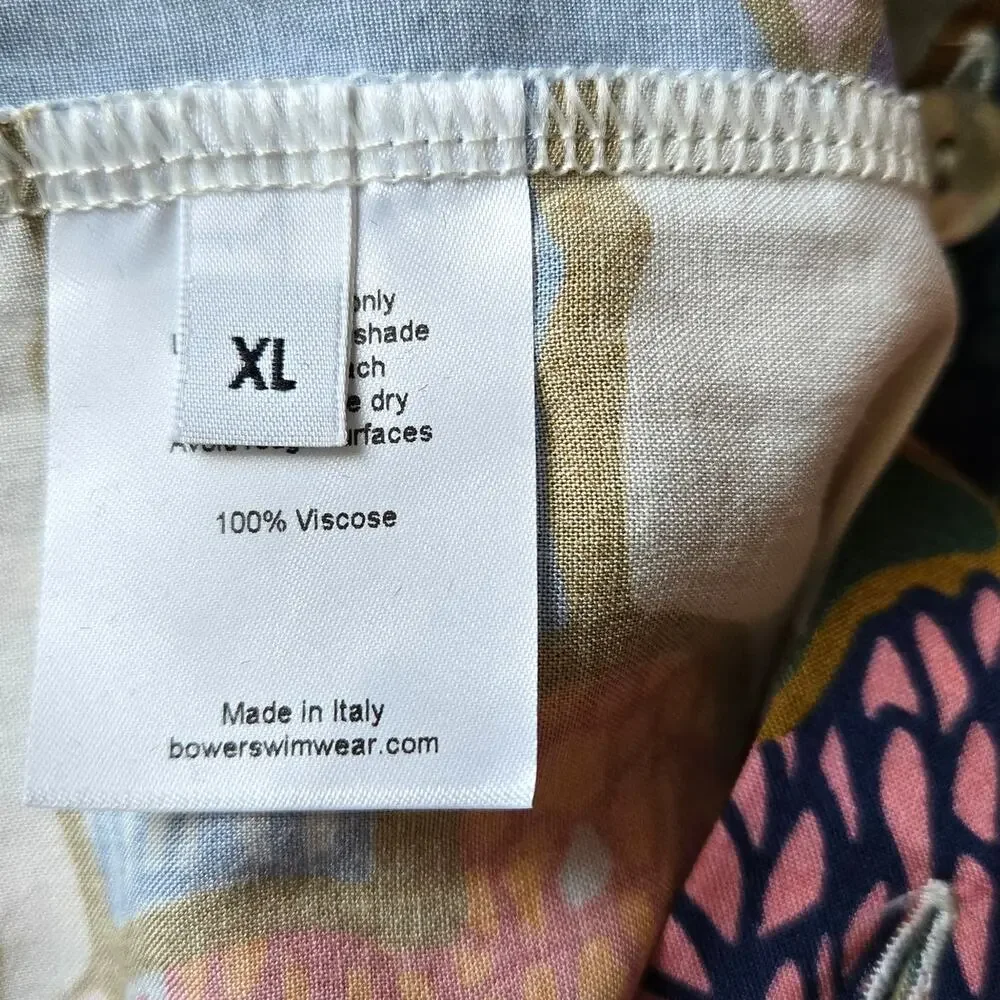 XL
only
shade
dry
100% Viscose
Made in Italy
bowerswimwear.com